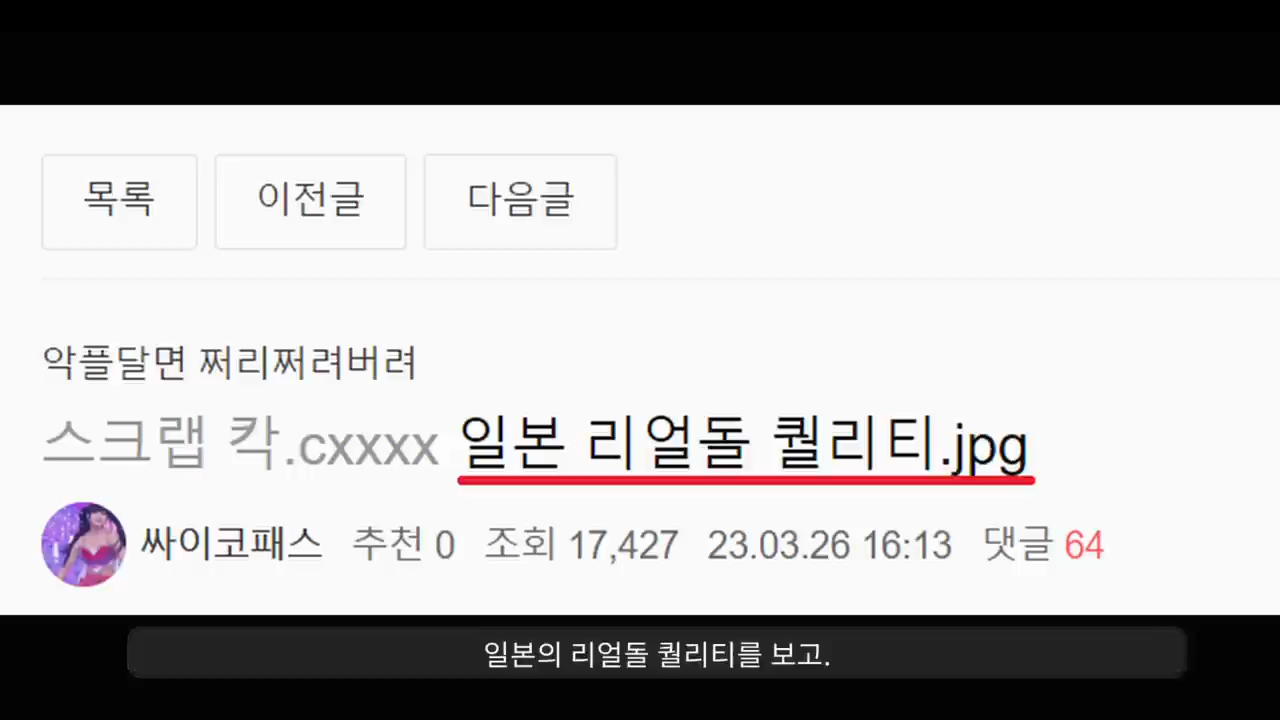 목록 이전글 다음글
악플달면 쩌리쩌려버려
스크랩 칵.cxxxx 일본 리얼돌 퀄리티.jpg
싸이코패스 추천 0 조회 17,427 23.03.26 16:13 댓글 64
일본의 리얼돌 퀄리티를 보고.